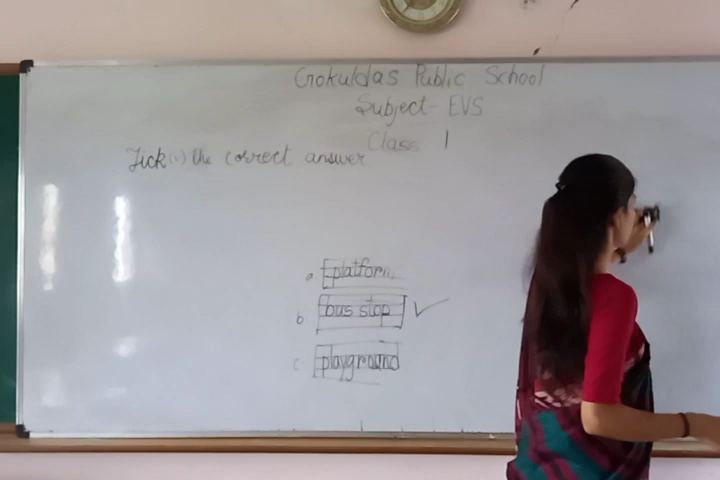 Gokuldas Public School
Subject- EVS
Class 1
Tick (✓) the correct answer
a platform
b bus stop ✓
c playground